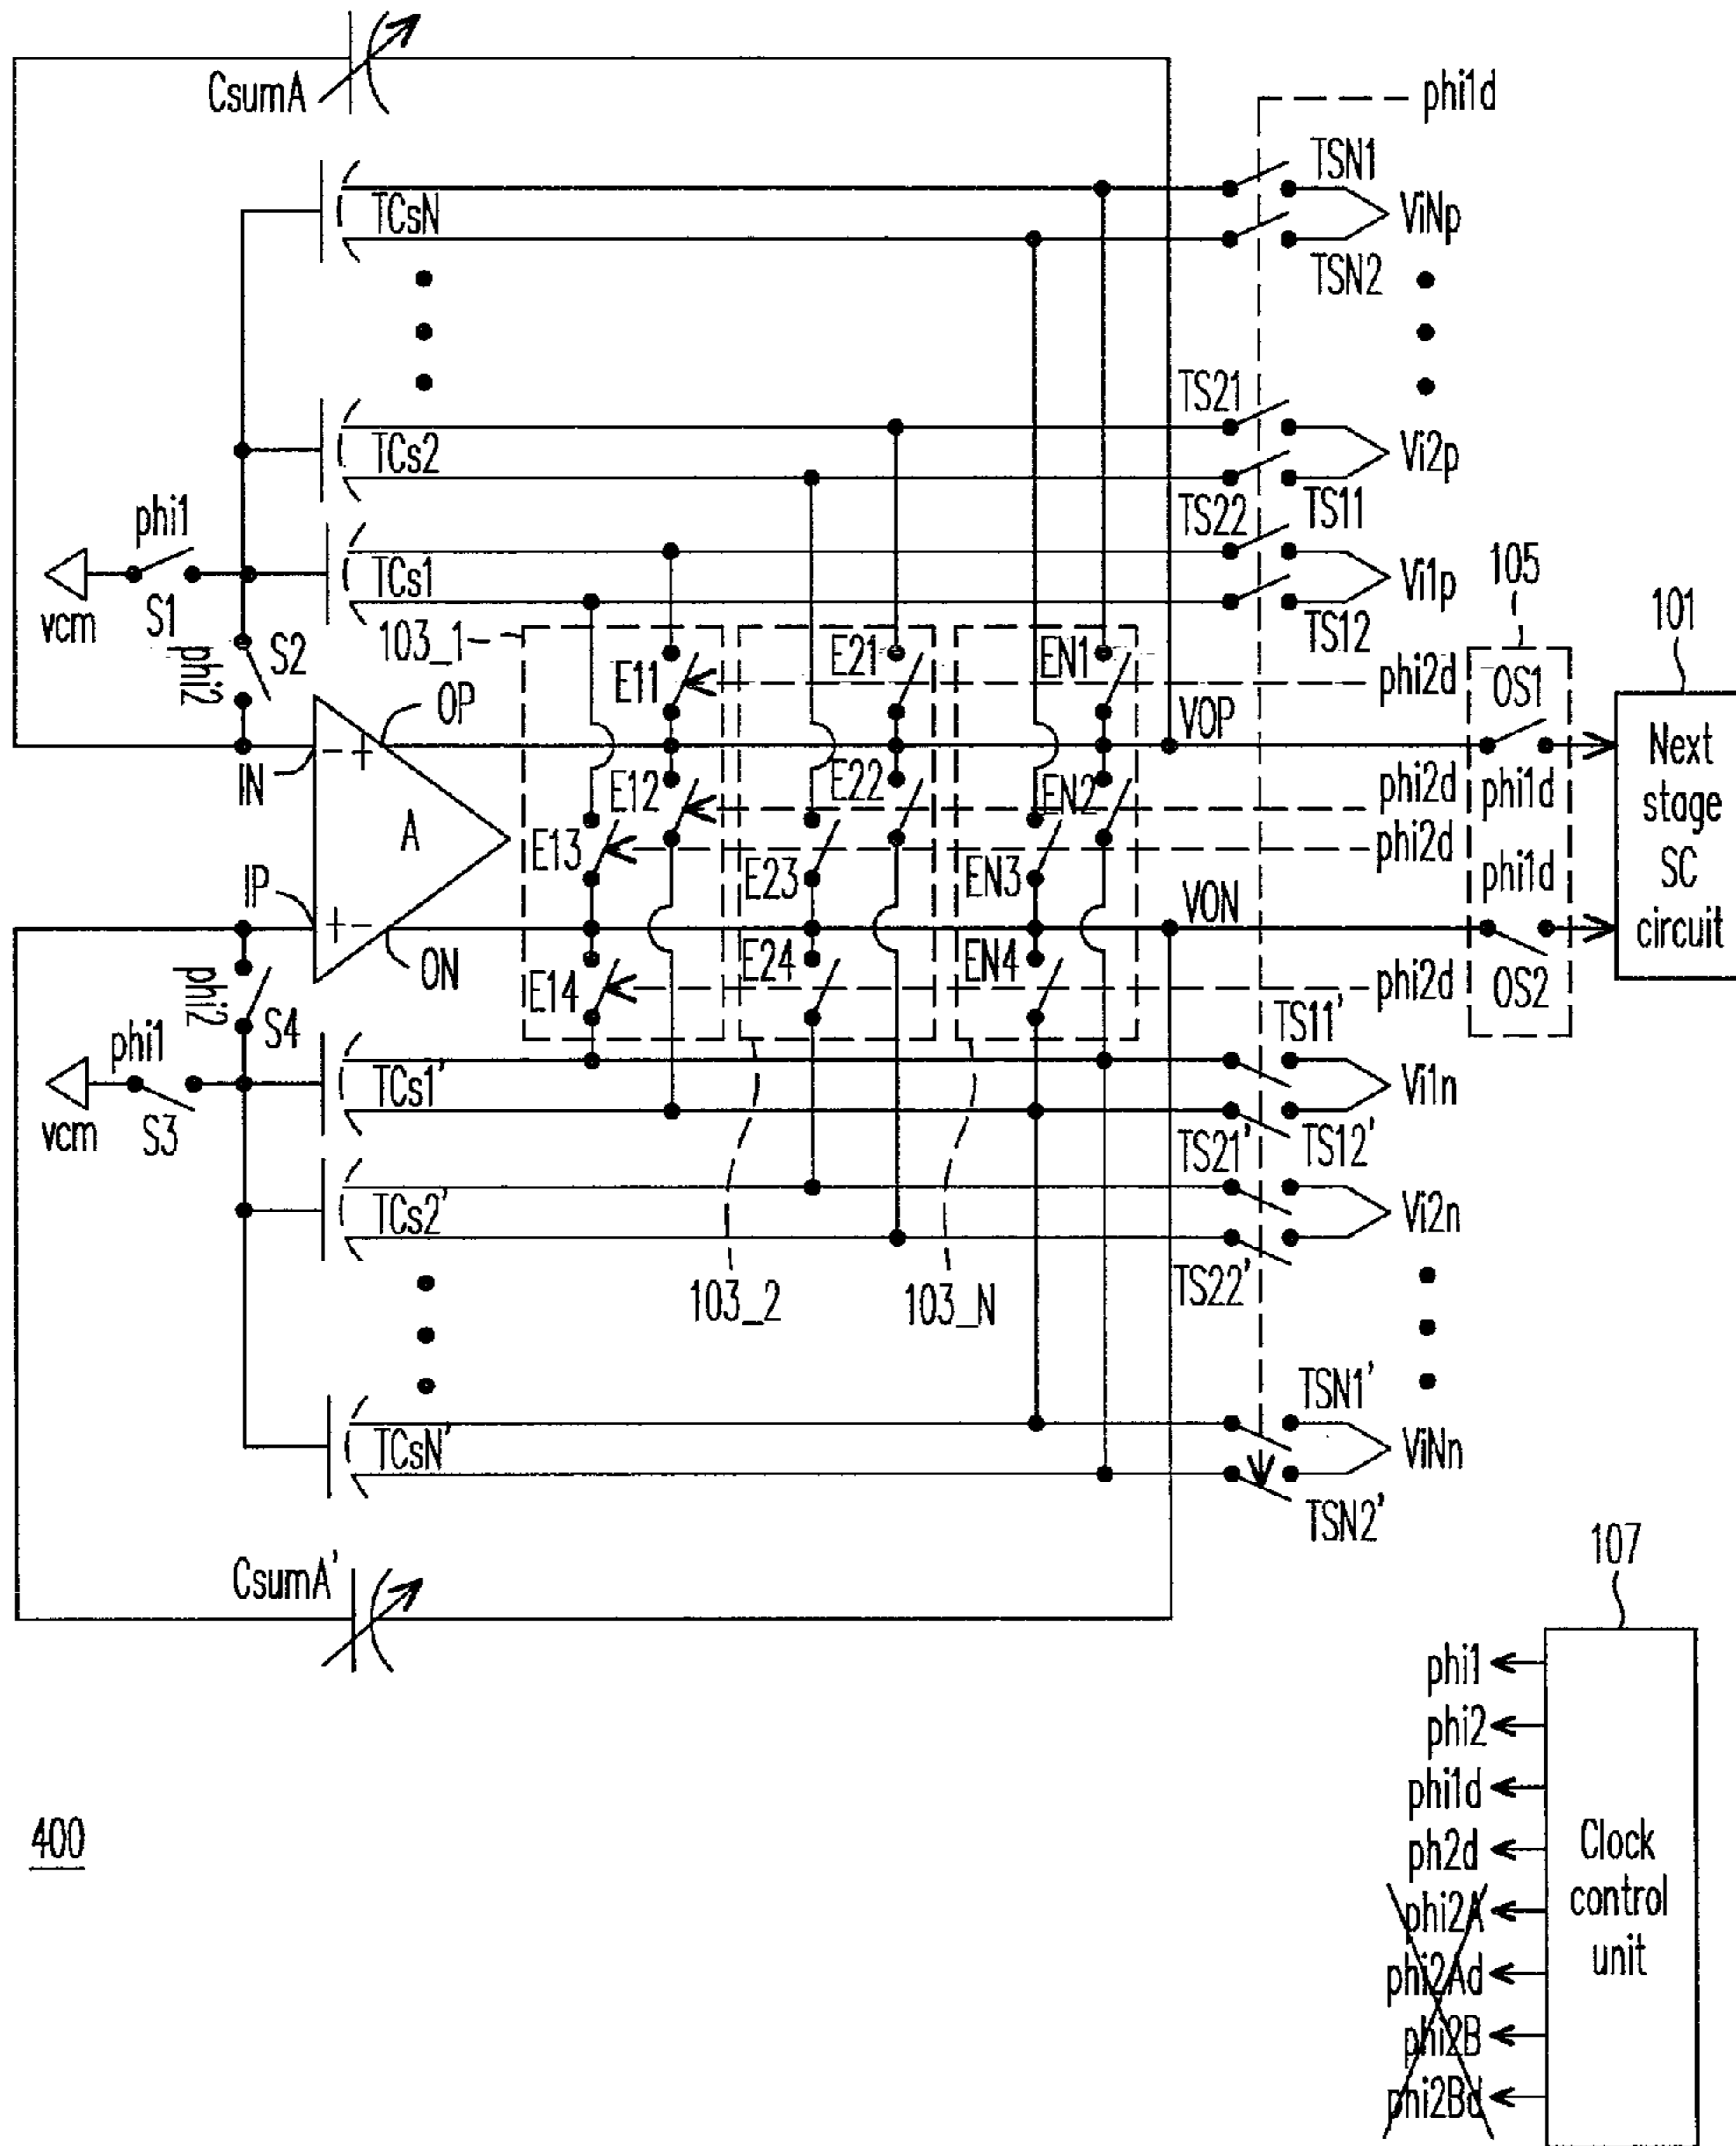 CsumA
phi1d
TSN1
TCsN
ViNp
TSN2
TS21
TCs2
Vi2p
TS22
TS11
phi1
TCs1
Vi1p
105
vcm
S1
TS12
101
103_1
phi2
S2
E11
E21
EN1
phi2d
OS1
OP
VOP
Next
stage
SC
circuit
IN
E12
E22
EN2
phi2d
phi1d
A
E13
E23
EN3
phi2d
phi1d
IP
VON
ON
E14
E24
EN4
phi2d
OS2
phi2
S4
TS11'
phi1
TCs1'
Vi1n
vcm
S3
TS21'
TS12'
TCs2'
Vi2n
TS22'
103_2
103_N
TSN1'
TCsN'
ViNn
TSN2'
CsumA'
107
phi1
phi2
phi1d
ph2d
phi2A
phi2Ad
phi2B
phi2Bd
Clock
control
unit
400